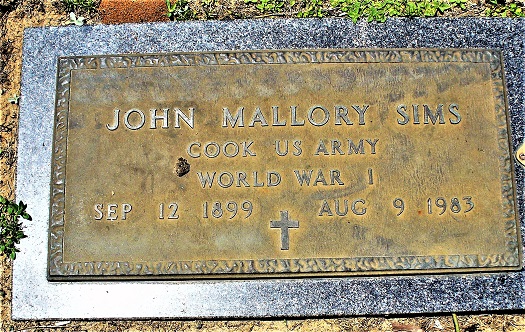 JOHN MALLORY SIMS
COOK US ARMY
WORLD WAR I
SEP 12 1899 AUG 9 1983